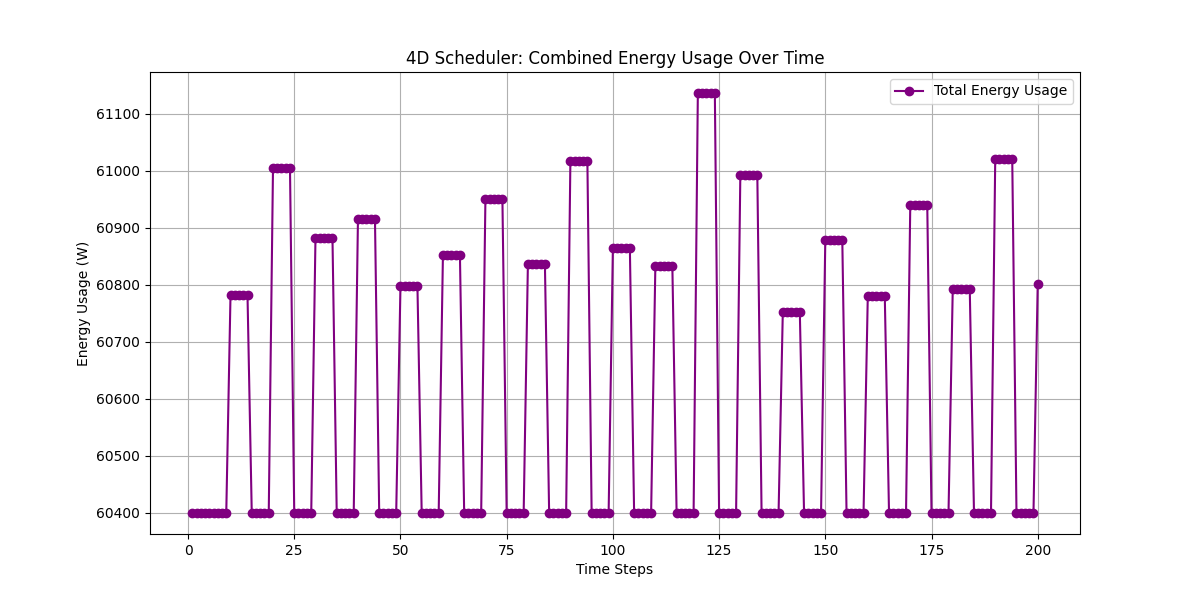 4D Scheduler: Combined Energy Usage Over Time
Total Energy Usage
Energy Usage (W)
61100
61000
60900
60800
60700
60600
60500
60400
0 25 50 75 100 125 150 175 200
Time Steps